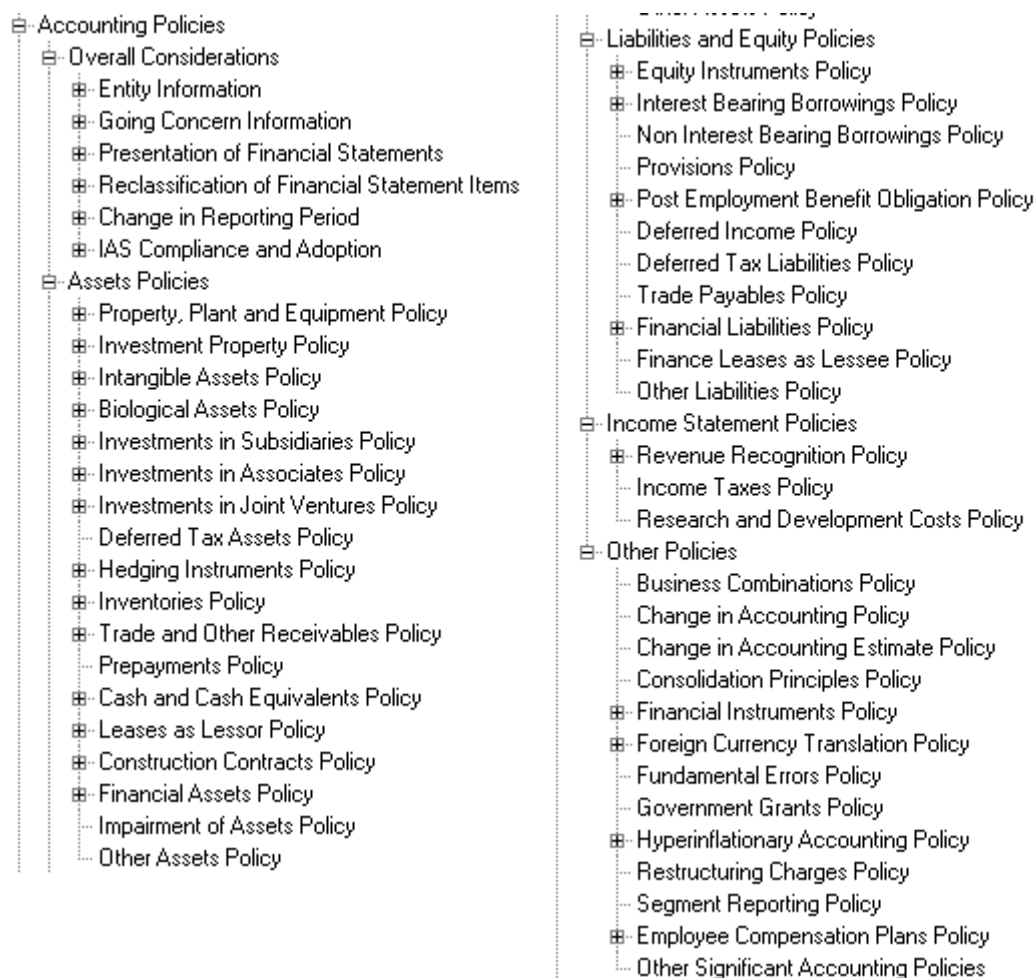 Accounting Policies
Overall Considerations
Entity Information
Going Concern Information
Presentation of Financial Statements
Reclassification of Financial Statement Items
Change in Reporting Period
IAS Compliance and Adoption
Assets Policies
Property, Plant and Equipment Policy
Investment Property Policy
Intangible Assets Policy
Biological Assets Policy
Investments in Subsidiaries Policy
Investments in Associates Policy
Investments in Joint Ventures Policy
Deferred Tax Assets Policy
Hedging Instruments Policy
Inventories Policy
Trade and Other Receivables Policy
Prepayments Policy
Cash and Cash Equivalents Policy
Leases as Lessor Policy
Construction Contracts Policy
Financial Assets Policy
Impairment of Assets Policy
Other Assets Policy
Liabilities and Equity Policies
Equity Instruments Policy
Interest Bearing Borrowings Policy
Non Interest Bearing Borrowings Policy
Provisions Policy
Post Employment Benefit Obligation Policy
Deferred Income Policy
Deferred Tax Liabilities Policy
Trade Payables Policy
Financial Liabilities Policy
Finance Leases as Lessee Policy
Other Liabilities Policy
Income Statement Policies
Revenue Recognition Policy
Income Taxes Policy
Research and Development Costs Policy
Other Policies
Business Combinations Policy
Change in Accounting Policy
Change in Accounting Estimate Policy
Consolidation Principles Policy
Financial Instruments Policy
Foreign Currency Translation Policy
Fundamental Errors Policy
Government Grants Policy
Hyperinflationary Accounting Policy
Restructuring Charges Policy
Segment Reporting Policy
Employee Compensation Plans Policy
Other Significant Accounting Policies